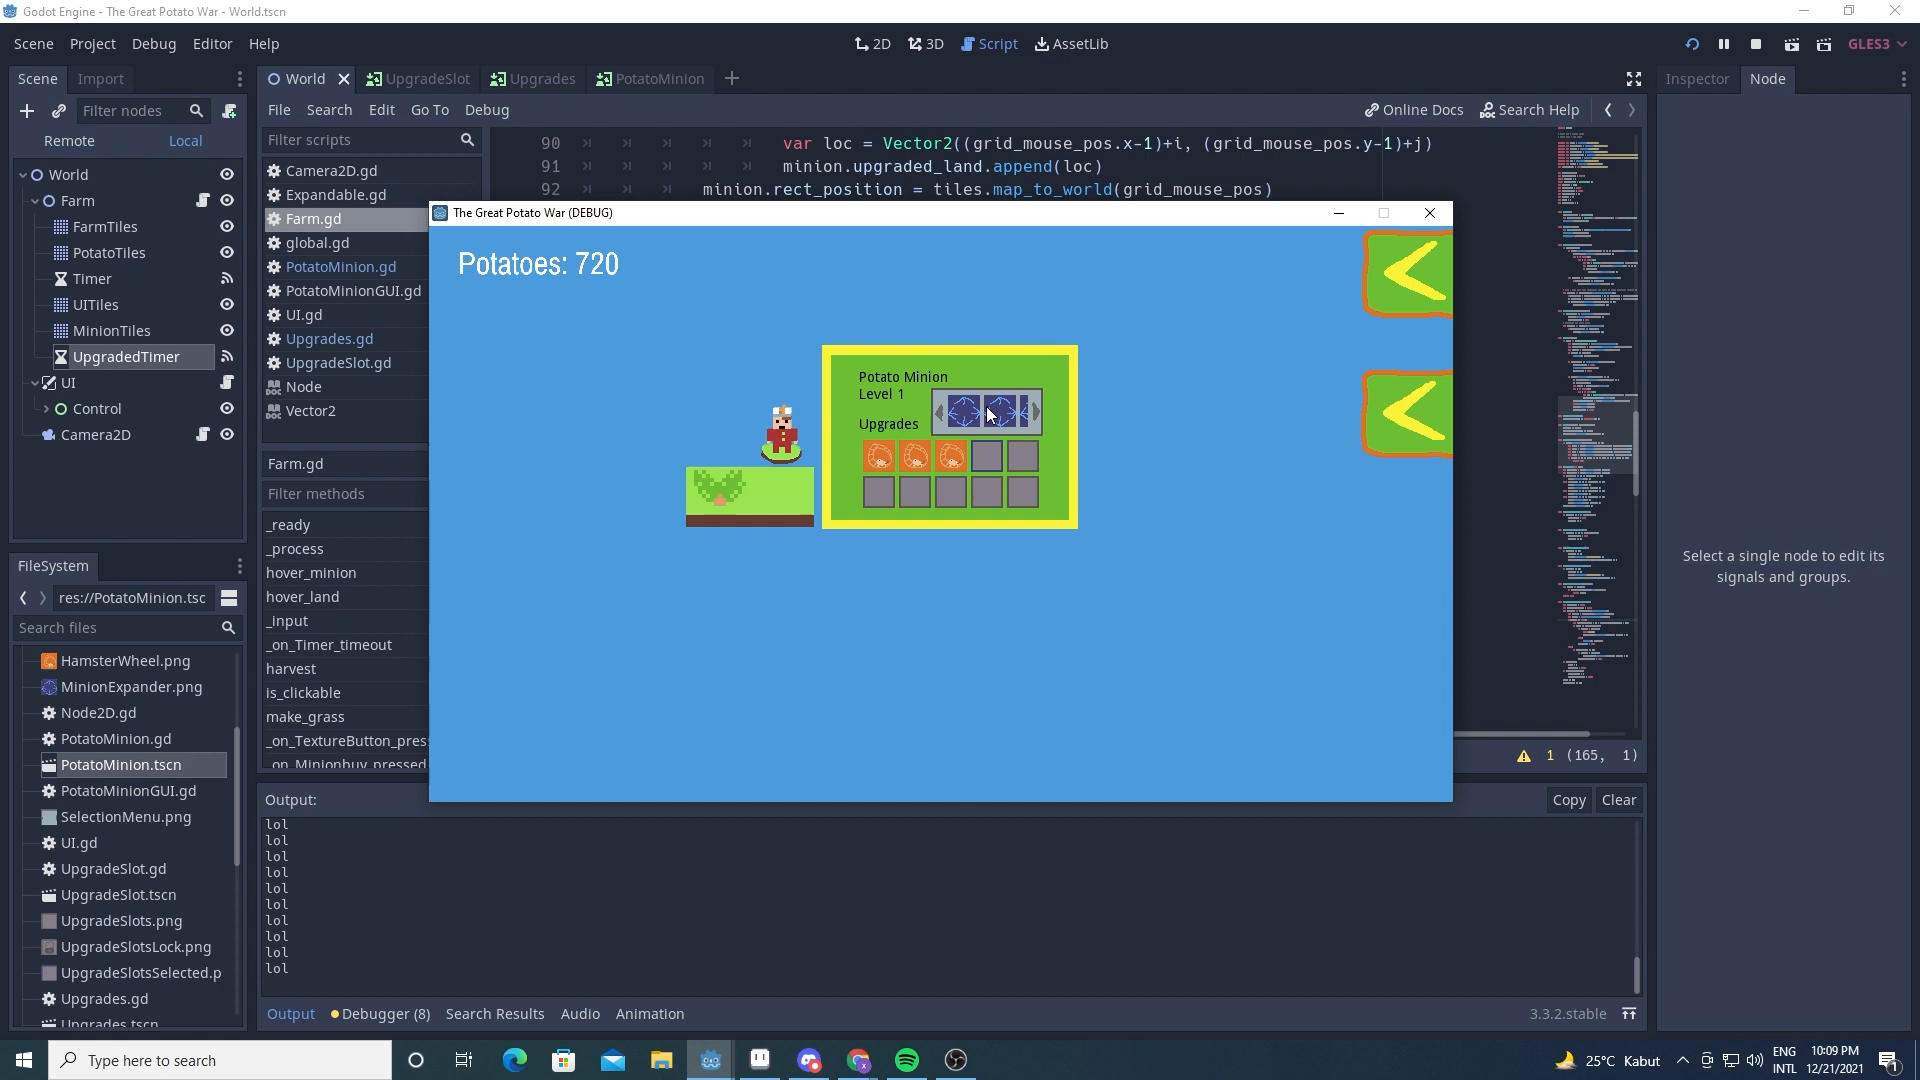 Godot Engine - The Great Potato War - World.tscn
Scene Project Debug Editor Help
2D 3D Script AssetLib
GLES3
Scene Import
World UpgradeSlot Upgrades PotatoMinion
Inspector Node
Filter nodes
File Search Edit Go To Debug
Online Docs Search Help
Remote Local
Filter scripts
World
Farm
FarmTiles
PotatoTiles
Timer
UITiles
MinionTiles
UpgradedTimer
UI
Control
Camera2D
Camera2D.gd
Expandable.gd
Farm.gd
global.gd
PotatoMinion.gd
PotatoMinionGUI.gd
UI.gd
Upgrades.gd
UpgradeSlot.gd
Node
Vector2
Farm.gd
Filter methods
_ready
_process
hover_minion
hover_land
_input
_on_Timer_timeout
harvest
is_clickable
make_grass
_on_TextureButton_pres
_on_Minionbuy_pressed
90 var loc = Vector2((grid_mouse_pos.x-1)+i, (grid_mouse_pos.y-1)+j)
91 minion.upgraded_land.append(loc)
92 minion.rect_position = tiles.map_to_world(grid_mouse_pos)
The Great Potato War (DEBUG)
Potatoes: 720
Potato Minion
Level 1
Upgrades
1 (165, 1)
Select a single node to edit its
signals and groups.
FileSystem
res://PotatoMinion.tsc
Search files
HamsterWheel.png
MinionExpander.png
Node2D.gd
PotatoMinion.gd
PotatoMinion.tscn
PotatoMinionGUI.gd
SelectionMenu.png
UI.gd
UpgradeSlot.gd
UpgradeSlot.tscn
UpgradeSlots.png
UpgradeSlotsLock.png
UpgradeSlotsSelected.p
Upgrades.gd
Upgrades.tscn
Output:
Copy Clear
lol
lol
lol
lol
lol
lol
lol
lol
lol
lol
Output Debugger (8) Search Results Audio Animation
3.3.2.stable
Type here to search
25°C Kabut
ENG
INTL
10:09 PM
12/21/2021
1